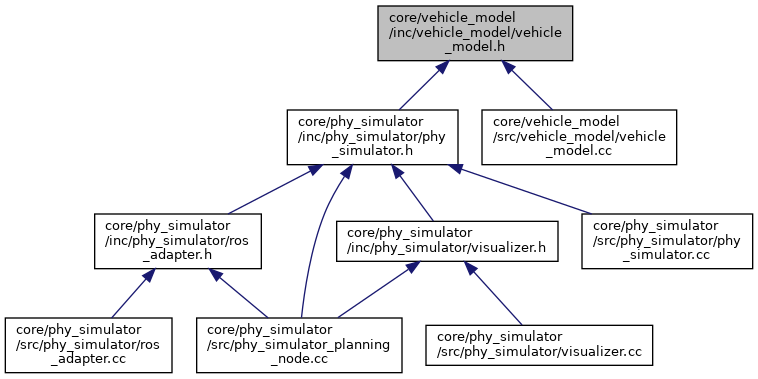 core/vehicle_model
/inc/vehicle_model/vehicle
_model.h
core/phy_simulator
/inc/phy_simulator/phy
_simulator.h
core/vehicle_model
/src/vehicle_model/vehicle
_model.cc
core/phy_simulator
/inc/phy_simulator/ros
_adapter.h
core/phy_simulator
/inc/phy_simulator/visualizer.h
core/phy_simulator
/src/phy_simulator/phy
_simulator.cc
core/phy_simulator
/src/phy_simulator/ros
_adapter.cc
core/phy_simulator
/src/phy_simulator_planning
_node.cc
core/phy_simulator
/src/phy_simulator/visualizer.cc